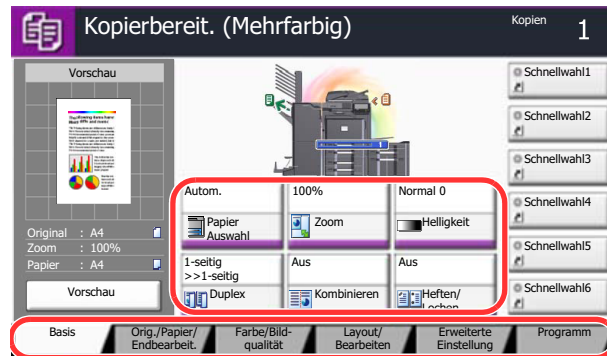 Kopierbereit. (Mehrfarbig)
Kopien
1
Vorschau
Original : A4
Zoom : 100%
Papier : A4
Vorschau
Autom.
Papier
Auswahl
100%
Zoom
Normal 0
Helligkeit
1-seitig
>>1-seitig
Duplex
Aus
Kombinieren
Aus
Heften/
Lochen
Schnellwahl1
Schnellwahl2
Schnellwahl3
Schnellwahl4
Schnellwahl5
Schnellwahl6
Basis
Orig./Papier/
Endbearbeit.
Farbe/Bild-
qualität
Layout/
Bearbeiten
Erweiterte
Einstellung
Programm